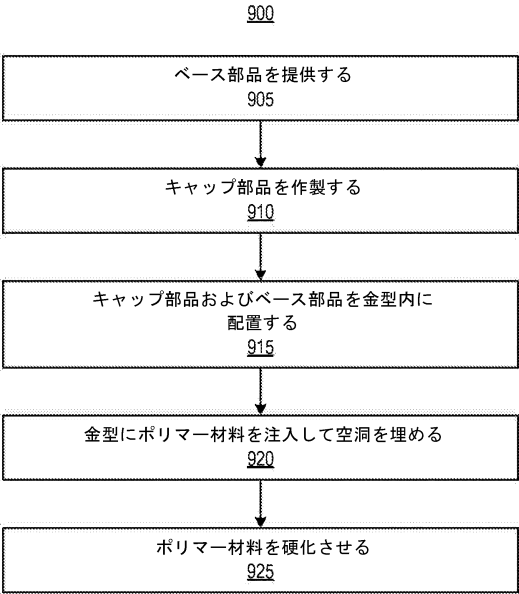 900
ベース部品を提供する
905
キャップ部品を作製する
910
キャップ部品およびベース部品を金型内に
配置する
915
金型にポリマー材料を注入して空洞を埋める
920
ポリマー材料を硬化させる
925